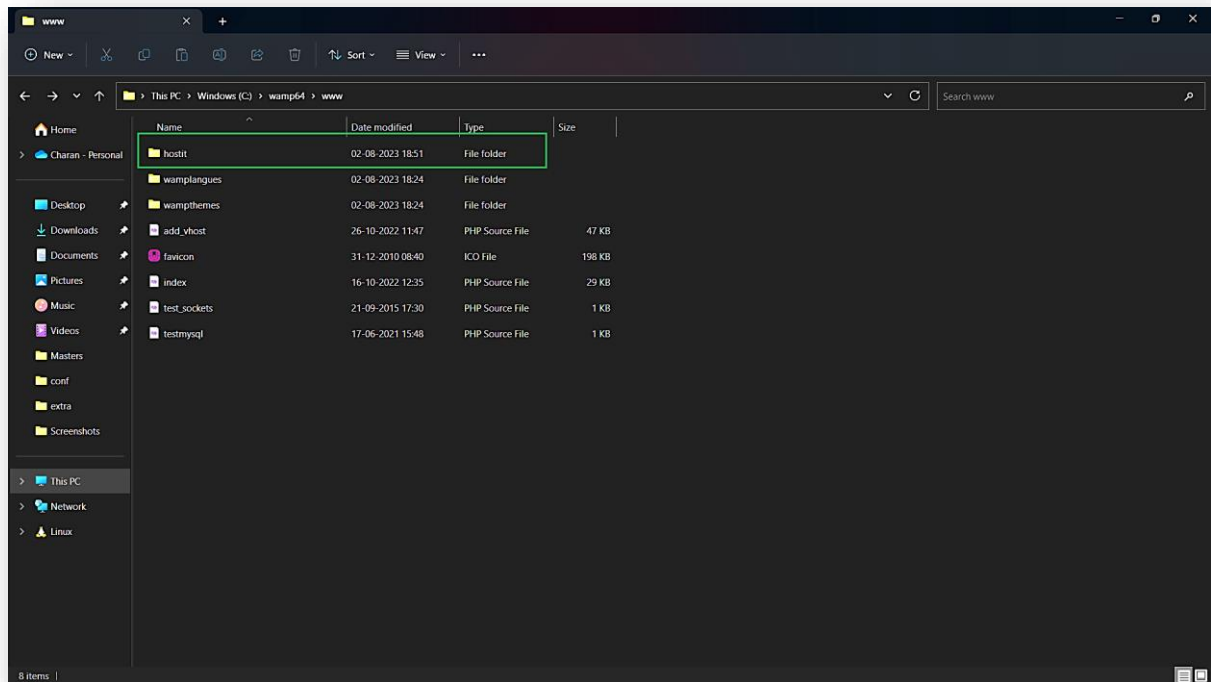 www
New Sort View ...
This PC > Windows (C:) > wamp64 > www Search www
Home
Charan - Personal
Desktop
Downloads
Documents
Pictures
Music
Videos
Masters
conf
extra
Screenshots
This PC
Network
Linux
Name Date modified Type Size
hostit 02-08-2023 18:51 File folder
wamplangues 02-08-2023 18:24 File folder
wampthemes 02-08-2023 18:24 File folder
add_vhost 26-10-2022 11:47 PHP Source File 47 KB
favicon 31-12-2010 08:40 ICO File 198 KB
index 16-10-2022 12:35 PHP Source File 29 KB
test_sockets 21-09-2015 17:30 PHP Source File 1 KB
testmysql 17-06-2021 15:48 PHP Source File 1 KB
8 items